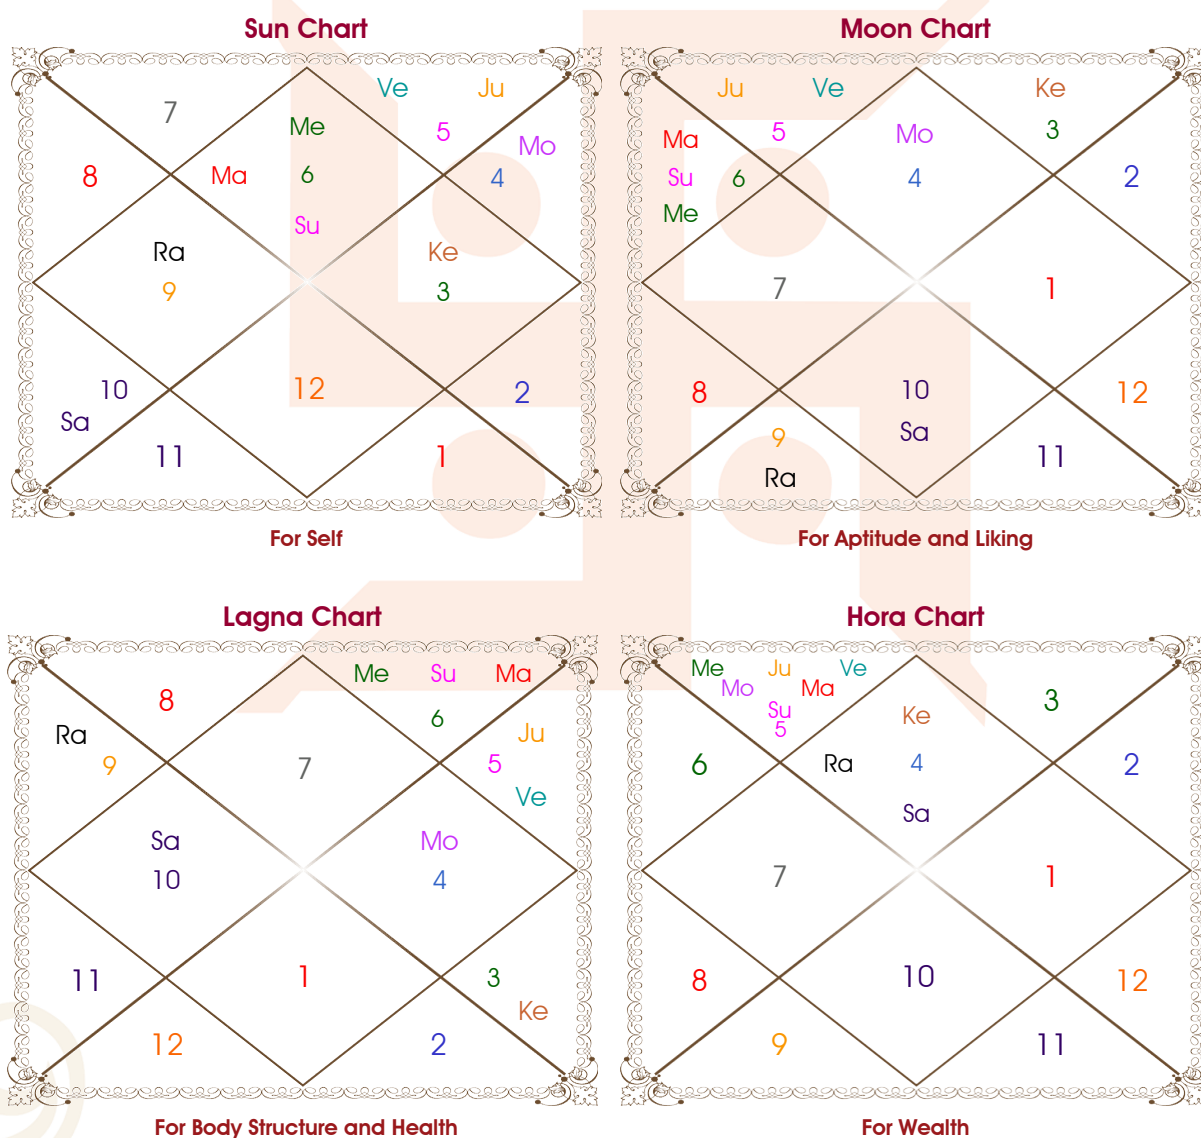 Sun Chart
Ve Ju
7
Me
5
Mo
8
Ma
6
4
Su
Ra
Ke
9
3
10
12
2
Sa
11
1
For Self
Moon Chart
Ju Ve
Ke
Ma
5
Mo
3
Su
6
4
2
Me
7
1
8
10
12
9
Sa
Ra
11
For Aptitude and Liking
Lagna Chart
Me Su Ma
8
6
Ra
Ju
9
7
5
Ve
Sa
Mo
10
4
11
1
3
Ke
12
2
For Body Structure and Health
Hora Chart
Me Ju Ve
Mo Ma
Su
5
Ke
3
6
Ra
4
2
Sa
7
1
8
10
12
9
11
For Wealth